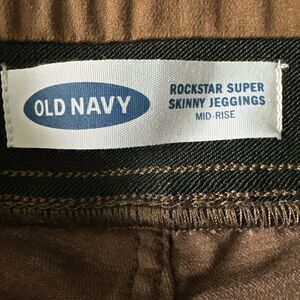 OLD NAVY
ROCKSTAR SUPER
SKINNY JEGGINGS
MID-RISE